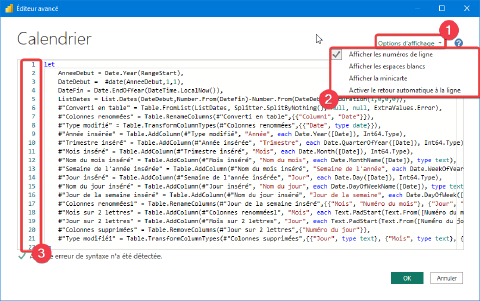 Éditeur avancé
Calendrier
1
Options d'affichage
?
Afficher les numéros de ligne
Afficher les espaces blancs
Afficher la minicarte
Activer le retour automatique à la ligne
2
1 let
2 AnneeDebut = Date.Year(RangeStart),
3 DateDebut = #date(AnneeDebut,1,1),
4 DateFin = Date.EndOfYear(DateTime.LocalNow()),
5 ListDates = List.Dates(DateDebut,Number.From(DateFin)-Number.From(DateDebut)
6 #"Converti en table" = Table.FromList(ListDates, Splitter.SplitByNothing(), null, null, ExtraValues.Error),
7 #"Colonnes renommées" = Table.RenameColumns(#"Converti en table",{{"Column1", "Date"}}),
8 #"Type modifié" = Table.TransformColumnTypes(#"Colonnes renommées",{{"Date", type date}}),
9 #"Année insérée" = Table.AddColumn(#"Type modifié", "Année", each Date.Year([Date]), Int64.Type),
10 #"Trimestre inséré" = Table.AddColumn(#"Année insérée", "Trimestre", each Date.QuarterOfYear([Date]), Int64.Type)
11 #"Mois inséré" = Table.AddColumn(#"Trimestre inséré", "Mois", each Date.Month([Date]), Int64.Type),
12 #"Nom du mois inséré" = Table.AddColumn(#"Mois inséré", "Nom du mois", each Date.MonthName([Date]), type text),
13 #"Semaine de l'année insérée" = Table.AddColumn(#"Nom du mois inséré", "Semaine de l'année", each Date.WeekOfYear
14 #"Jour inséré" = Table.AddColumn(#"Semaine de l'année insérée", "Jour", each Date.Day([Date]), Int64.Type),
15 #"Nom du jour inséré" = Table.AddColumn(#"Jour inséré", "Nom du jour", each Date.DayOfWeekName([Date]), type text)
16 #"Jour de la semaine inséré" = Table.AddColumn(#"Nom du jour inséré", "Jour de la semaine", each Date.DayOfWeek([
17 #"Colonnes renommées1" = Table.RenameColumns(#"Jour de la semaine inséré",{{"Mois", "Numéro du mois"}, {"Jour",
18 #"Mois sur 2 lettres" = Table.AddColumn(#"Colonnes renommées1", "Mois", each Text.PadStart(Text.From([Numéro du m
19 #"Jour sur 2 lettres" = Table.AddColumn(#"Mois sur 2 lettres", "Jour", each Text.PadStart(Text.From([Numéro du
20 #"Colonnes supprimées" = Table.RemoveColumns(#"Jour sur 2 lettres",{"Numéro du jour"}),
21 #"Type modifié1" = Table.TransformColumnTypes(#"Colonnes supprimées",{{"Jour", type text}, {"Mois", type text}, {
3
erreur de syntaxe n'a été détectée.
OK
Annuler